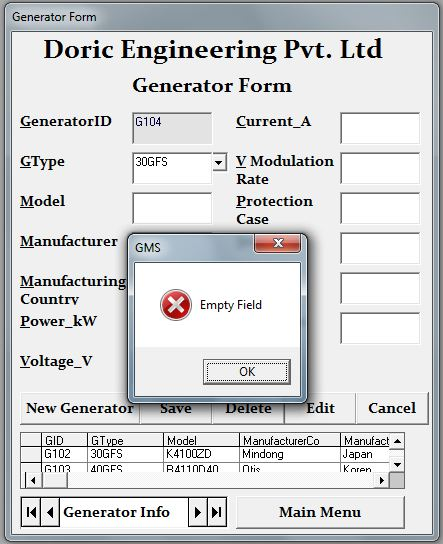 Generator Form
Doric Engineering Pvt. Ltd
Generator Form
GeneratorID G104 Current_A
GType 30GFS V Modulation Rate
Model Protection Case
Manufacturer
Manufacturing Country
Power_kW
Voltage_V
GMS
Empty Field
OK
New Generator Save Delete Edit Cancel
GID GType Model ManufacturerCo Manufact
G102 30GFS K4100ZD Mindong Japan
G103 40GFS R4110D40 Otis Koren
Generator Info Main Menu